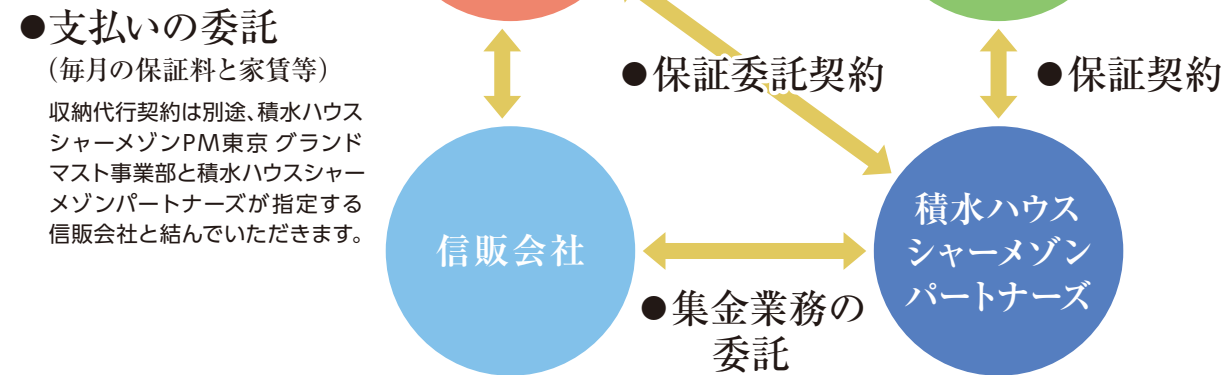 ●支払いの委託
(毎月の保証料と家賃等)
収納代行契約は別途、積水ハウス
シャーメゾンPM東京 グランド
マスト事業部と積水ハウスシャー
メゾンパートナーズが指定する
信販会社と結んでいただきます。
●保証委託契約
●保証契約
信販会社
積水ハウス
シャーメゾン
パートナーズ
●集金業務の
委託